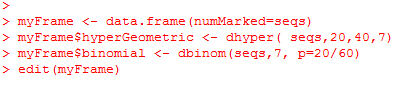 >
> myFrame <- data.frame(numMarked=seqs)
> myFrame$hyperGeometric <- dhyper( seqs,20,40,7)
> myFrame$binomial <- dbinom(seqs,7, p=20/60)
> edit(myFrame)